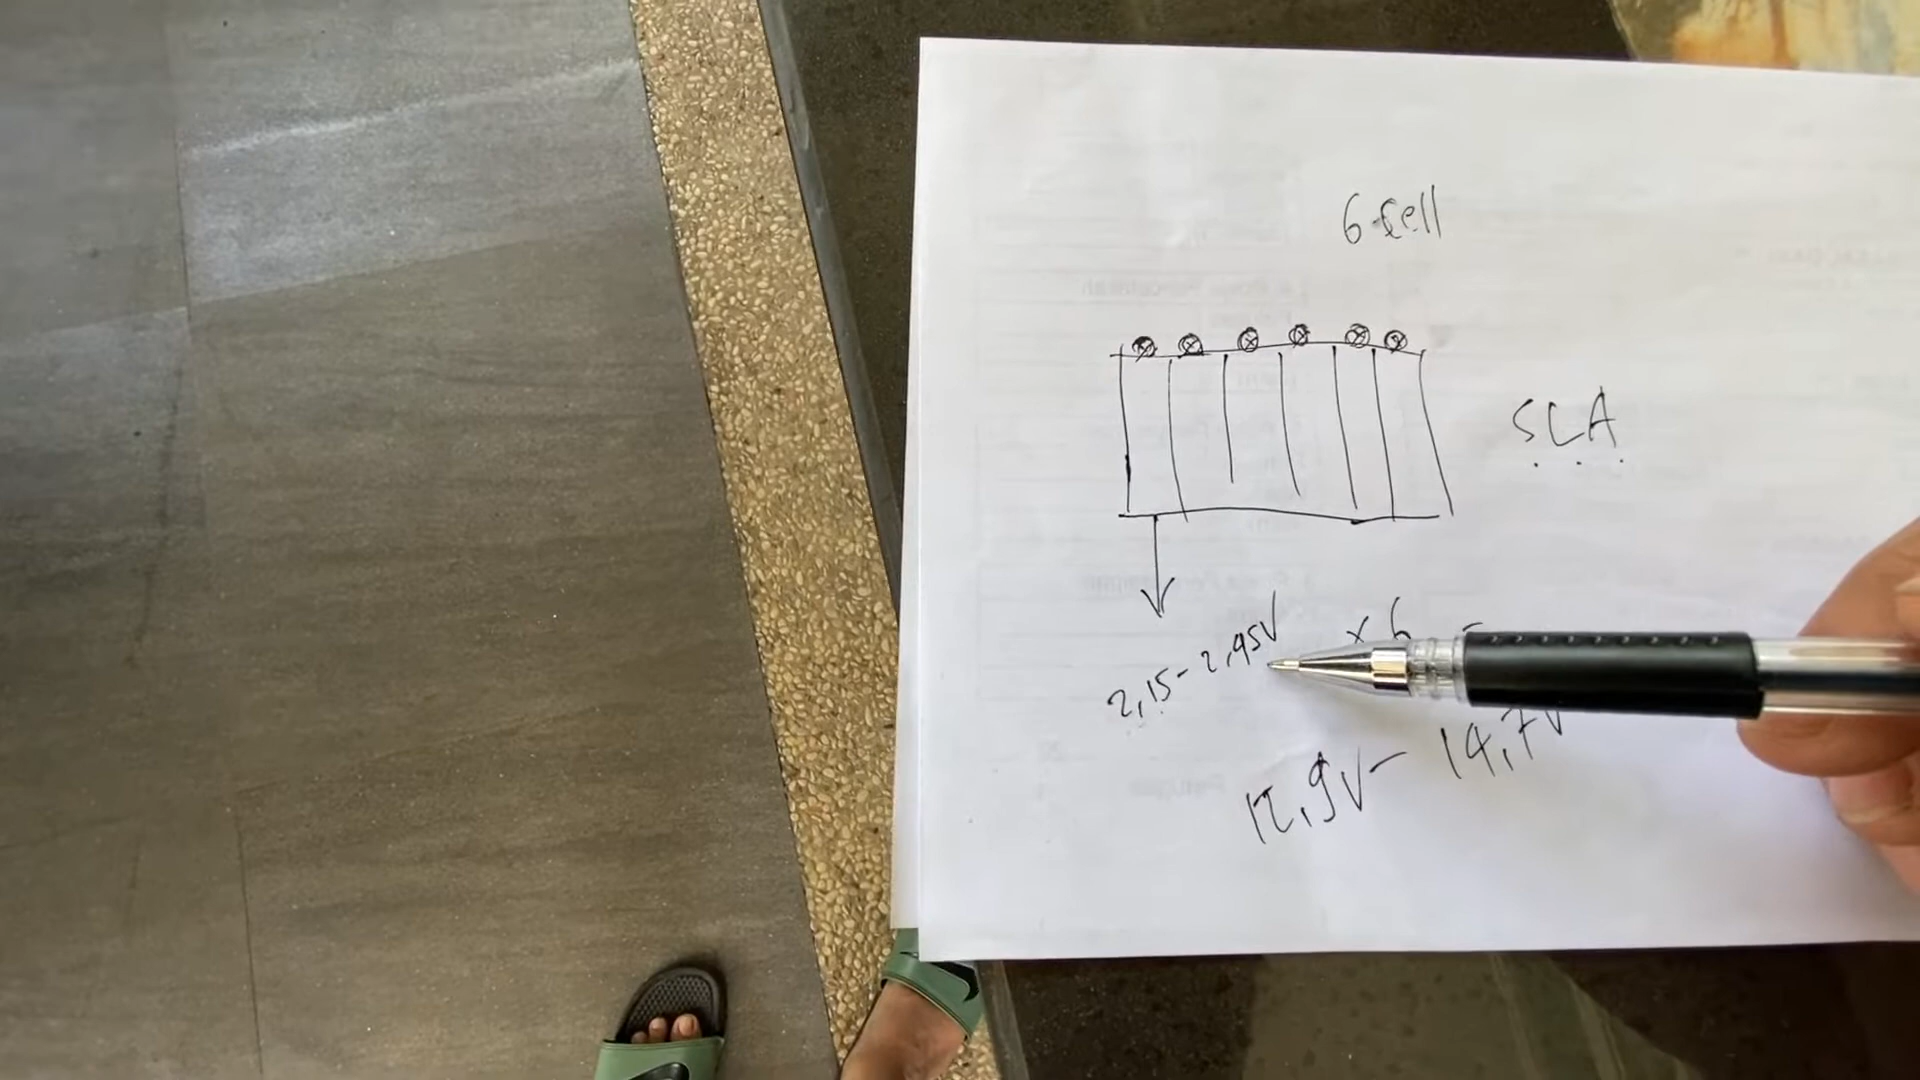 6 cell
SLA
2,15 - 2,45V × 6 =
12,9V - 14,7V